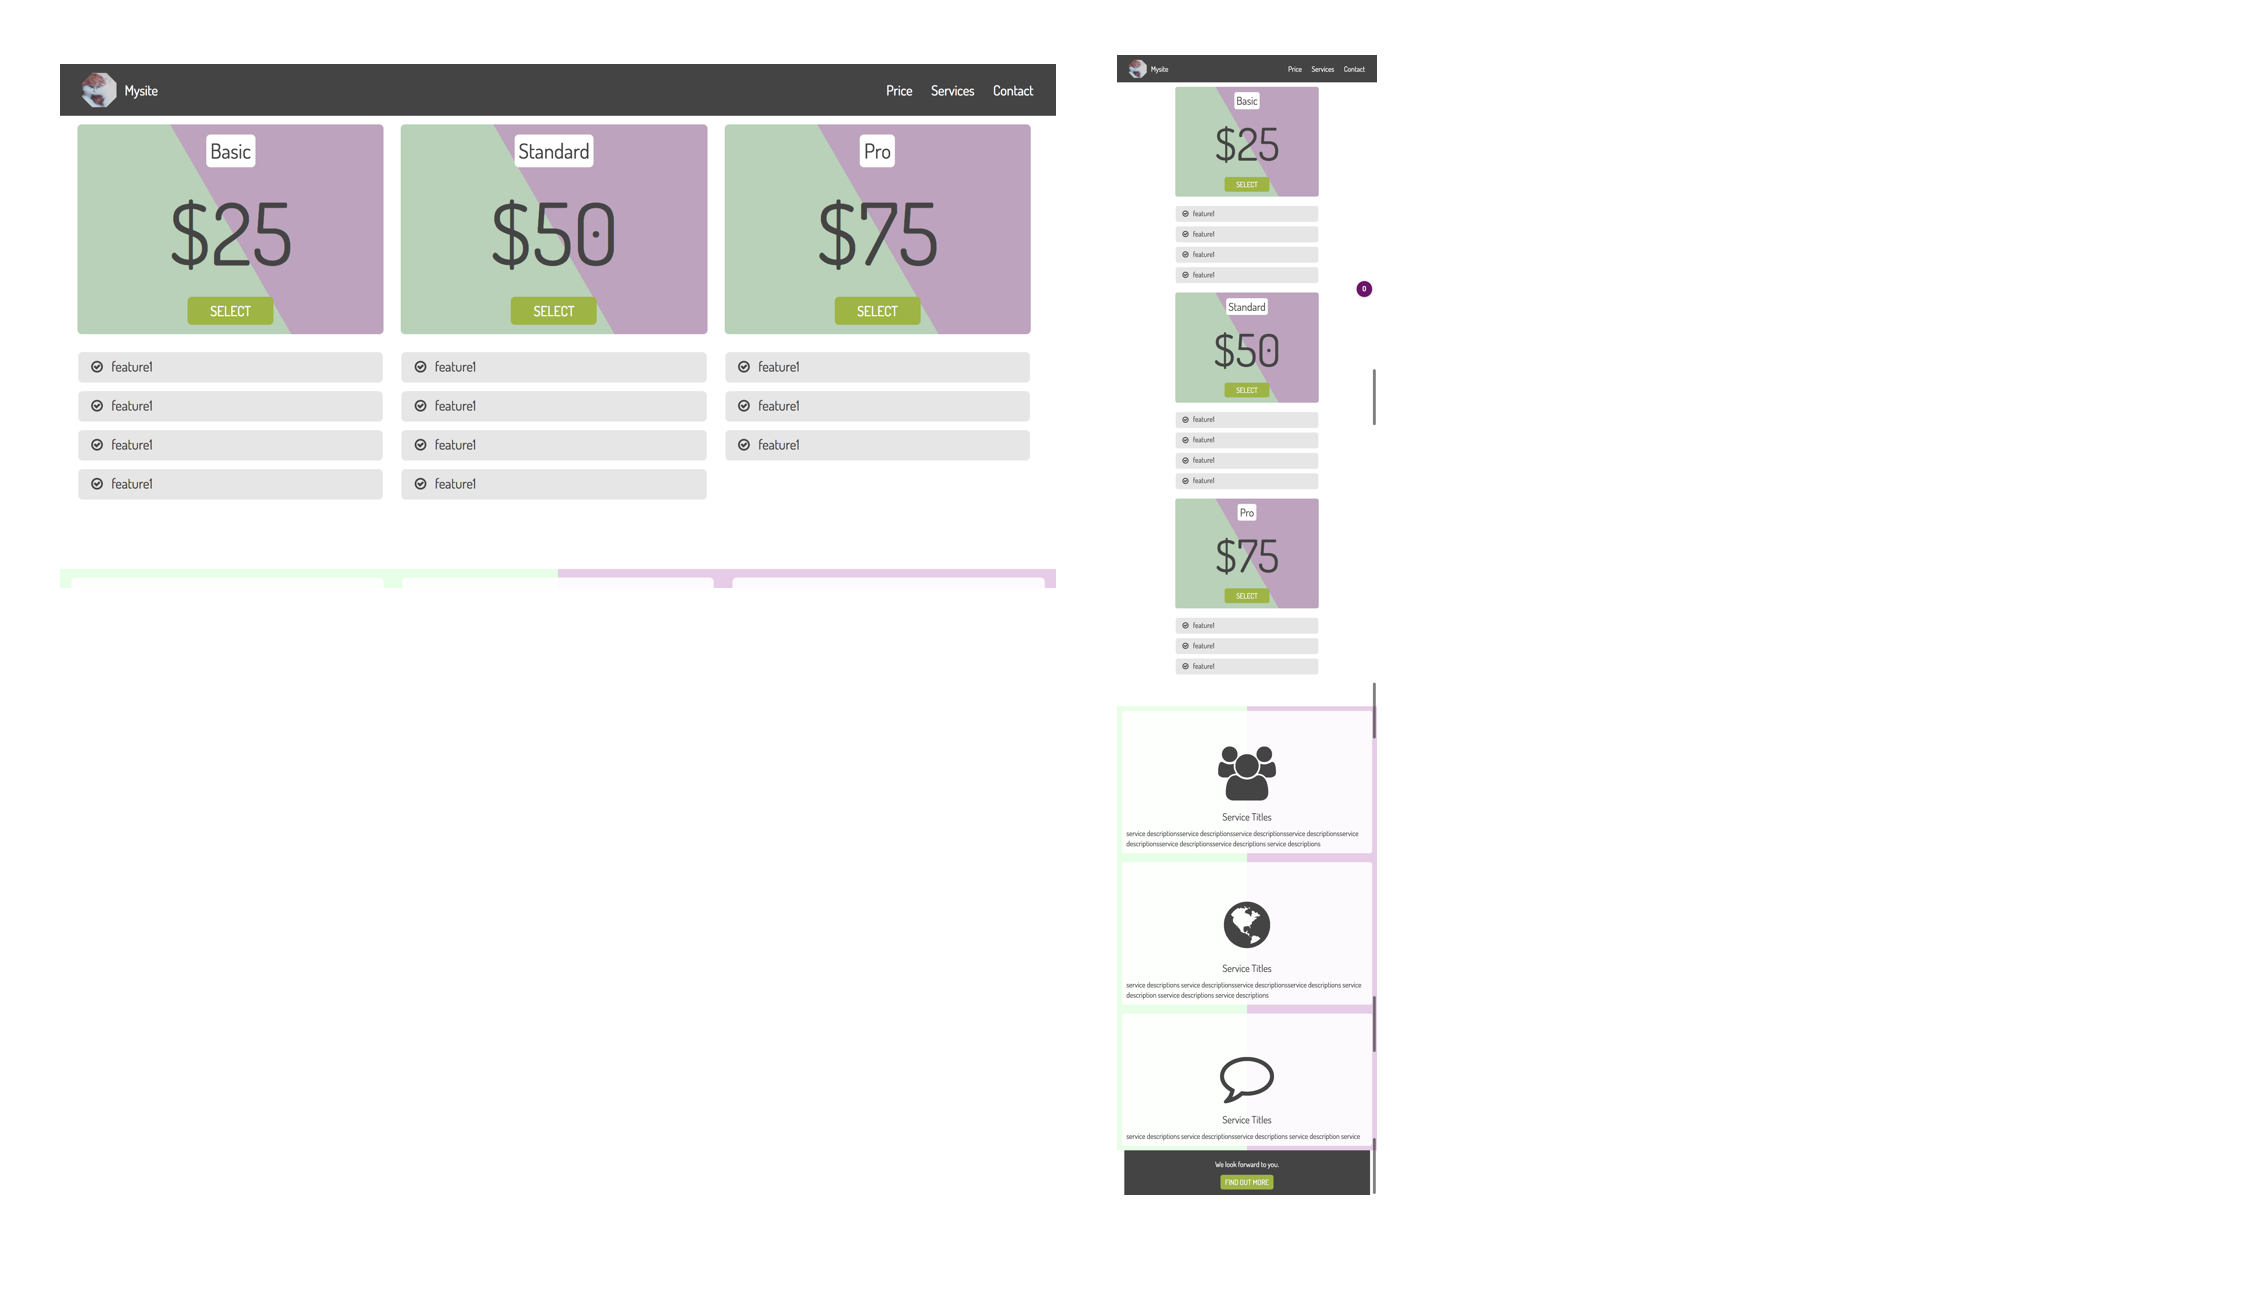 Mysite
Price Services Contact
Basic
$25
SELECT
feature1
feature1
feature1
feature1
Standard
$50
SELECT
feature1
feature1
feature1
feature1
Pro
$75
SELECT
feature1
feature1
feature1
Mysite
Price Services Contact
Basic
$25
SELECT
feature1
feature1
feature1
feature1
0
Standard
$50
SELECT
feature1
feature1
feature1
feature1
Pro
$75
SELECT
feature1
feature1
feature1
Service Titles
service descriptionsservice descriptionsservice descriptionsservice descriptionsservice
descriptionsservice descriptionsservice descriptions service descriptions
Service Titles
service descriptions service descriptionsservice descriptionsservice descriptions service
description sservice descriptions service descriptions
Service Titles
service descriptions service descriptionsservice descriptions service description service
We look forward to you.
FIND OUT MORE